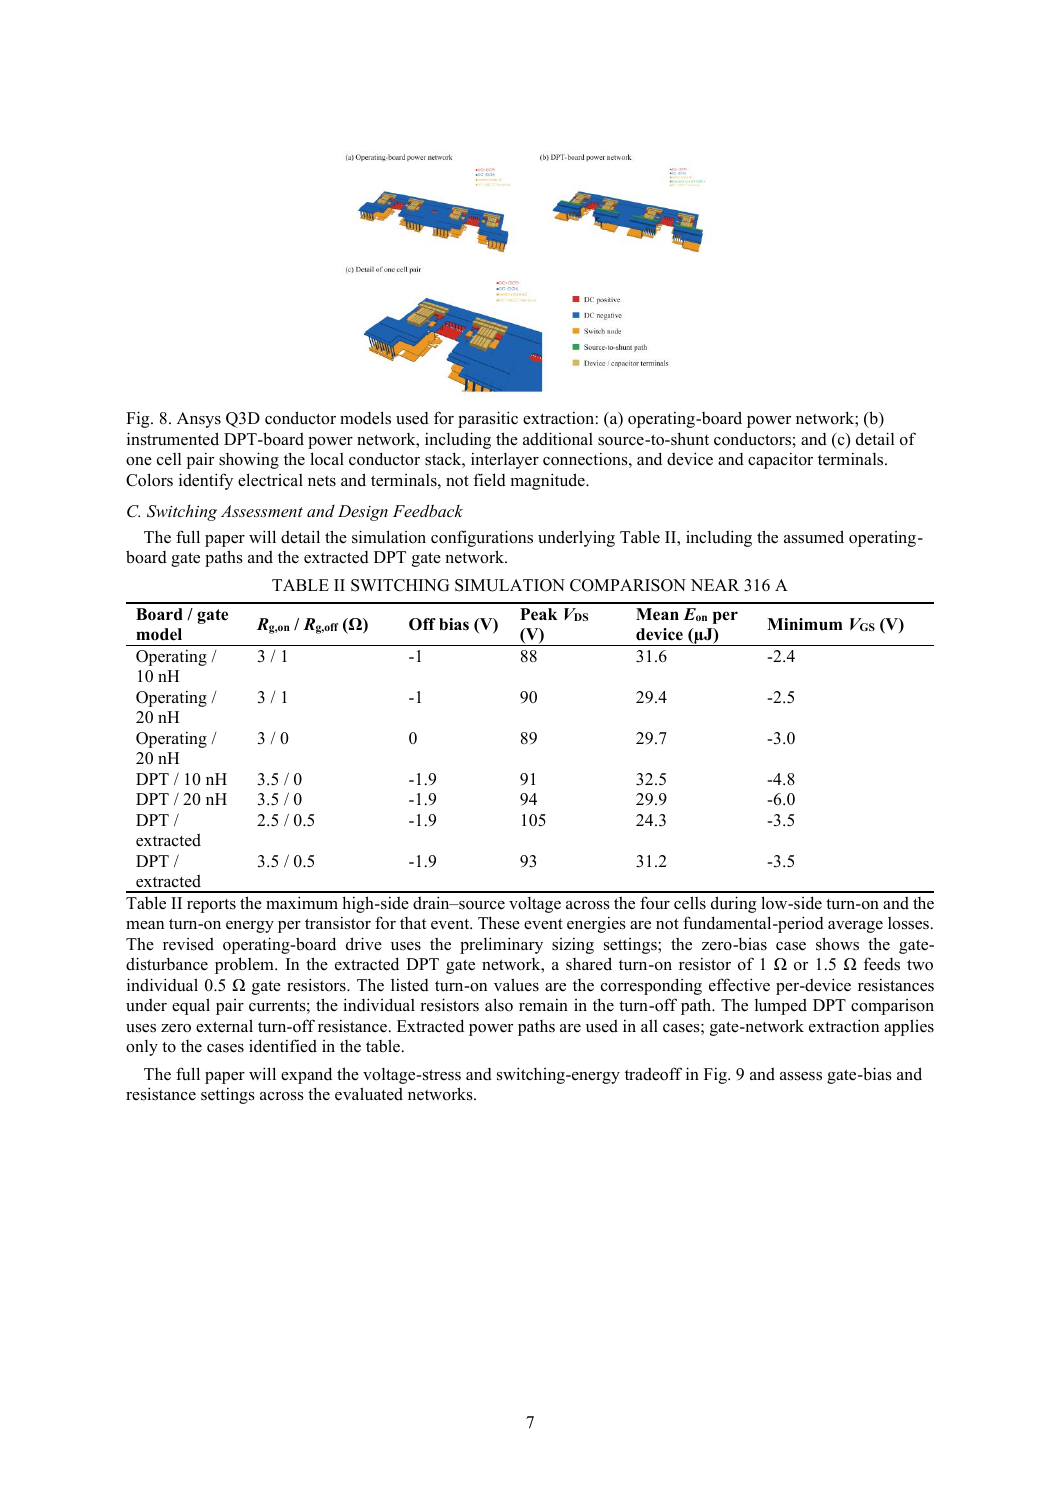 (a) Operating-board power network
(b) DPT-board power network
(c) Detail of one cell pair
DC positive
DC negative
Switch node
Source-to-shunt path
Device / capacitor terminals
Fig. 8. Ansys Q3D conductor models used for parasitic extraction: (a) operating-board power network; (b)
instrumented DPT-board power network, including the additional source-to-shunt conductors; and (c) detail of
one cell pair showing the local conductor stack, interlayer connections, and device and capacitor terminals.
Colors identify electrical nets and terminals, not field magnitude.
C. Switching Assessment and Design Feedback
The full paper will detail the simulation configurations underlying Table II, including the assumed operating-
board gate paths and the extracted DPT gate network.
TABLE II SWITCHING SIMULATION COMPARISON NEAR 316 A
Board / gate model Rg,on / Rg,off (Ω) Off bias (V) Peak VDS (V) Mean Eon per device (µJ) Minimum VGS (V)
Operating / 10 nH 3 / 1 -1 88 31.6 -2.4
Operating / 20 nH 3 / 1 -1 90 29.4 -2.5
Operating / 20 nH 3 / 0 0 89 29.7 -3.0
DPT / 10 nH 3.5 / 0 -1.9 91 32.5 -4.8
DPT / 20 nH 3.5 / 0 -1.9 94 29.9 -6.0
DPT / extracted 2.5 / 0.5 -1.9 105 24.3 -3.5
DPT / extracted 3.5 / 0.5 -1.9 93 31.2 -3.5
Table II reports the maximum high-side drain–source voltage across the four cells during low-side turn-on and the
mean turn-on energy per transistor for that event. These event energies are not fundamental-period average losses.
The revised operating-board drive uses the preliminary sizing settings; the zero-bias case shows the gate-
disturbance problem. In the extracted DPT gate network, a shared turn-on resistor of 1 Ω or 1.5 Ω feeds two
individual 0.5 Ω gate resistors. The listed turn-on values are the corresponding effective per-device resistances
under equal pair currents; the individual resistors also remain in the turn-off path. The lumped DPT comparison
uses zero external turn-off resistance. Extracted power paths are used in all cases; gate-network extraction applies
only to the cases identified in the table.
The full paper will expand the voltage-stress and switching-energy tradeoff in Fig. 9 and assess gate-bias and
resistance settings across the evaluated networks.
7